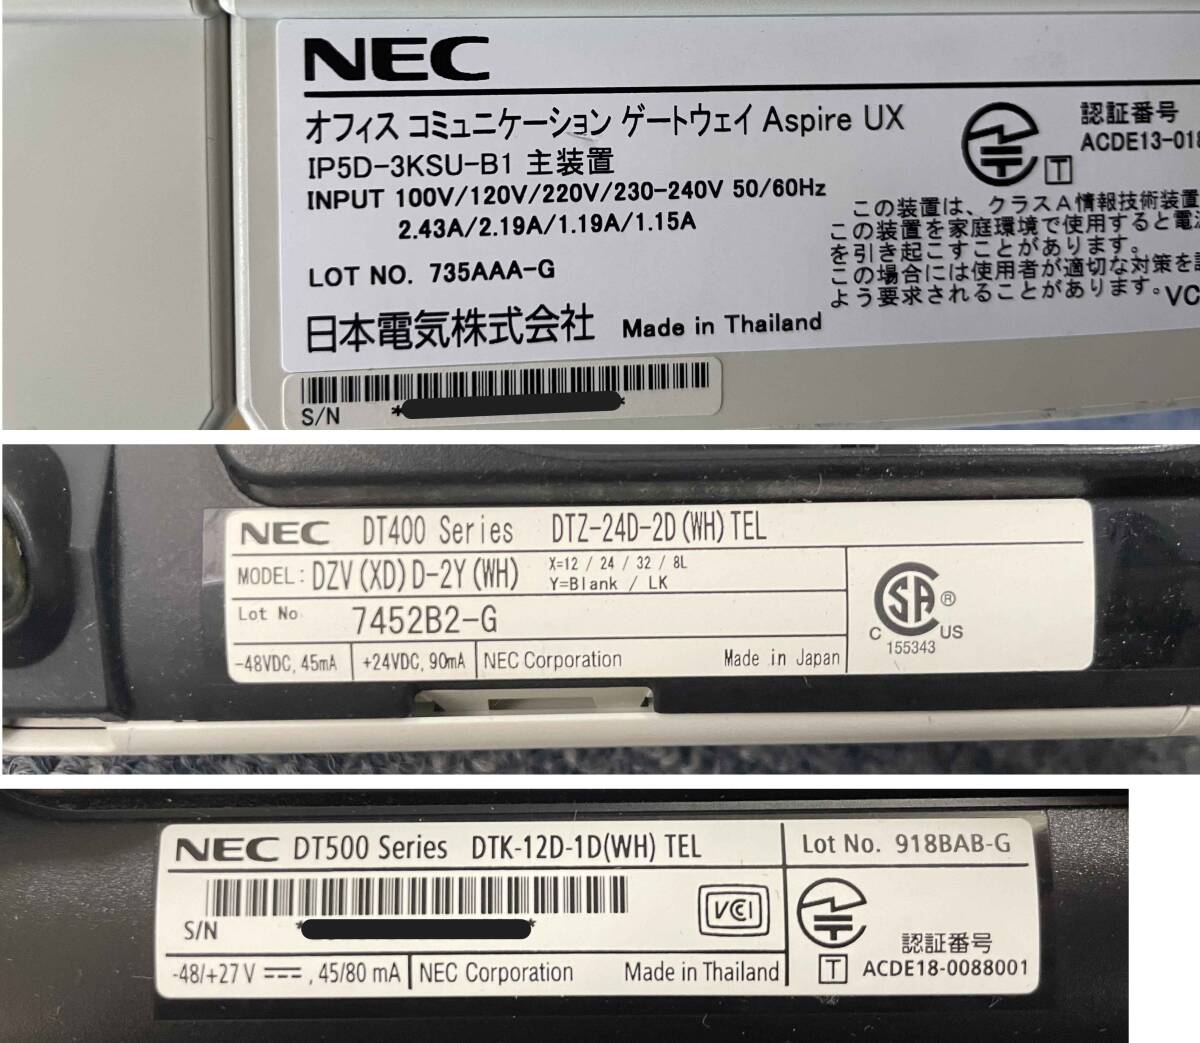 NEC
オフィス コミュニケーション ゲートウェイ Aspire UX
IP5D-3KSU-B1 主装置
INPUT 100V/120V/220V/230-240V 50/60Hz
2.43A/2.19A/1.19A/1.15A
LOT NO. 735AAA-G
日本電気株式会社 Made in Thailand
認証番号
ACDE13-018
T
この装置は、クラスA情報技術装置
この装置を家庭環境で使用すると電
を引き起こすことがあります。
この場合には使用者が適切な対策を
よう要求されることがあります。VC
S/N
NEC DT400 Series DTZ-24D-2D(WH)TEL
MODEL: DZV(XD)D-2Y(WH) X=12 / 24 / 32 / 8L
Y=Blank / LK
Lot No. 7452B2-G
-48VDC, 45mA +24VDC, 90mA NEC Corporation Made in Japan
SA ®
C US
155343
NEC DT500 Series DTK-12D-1D(WH) TEL
S/N
VCI
-48/+27 V , 45/80 mA NEC Corporation Made in Thailand
Lot No. 918BAB-G
認証番号
T ACDE18-0088001